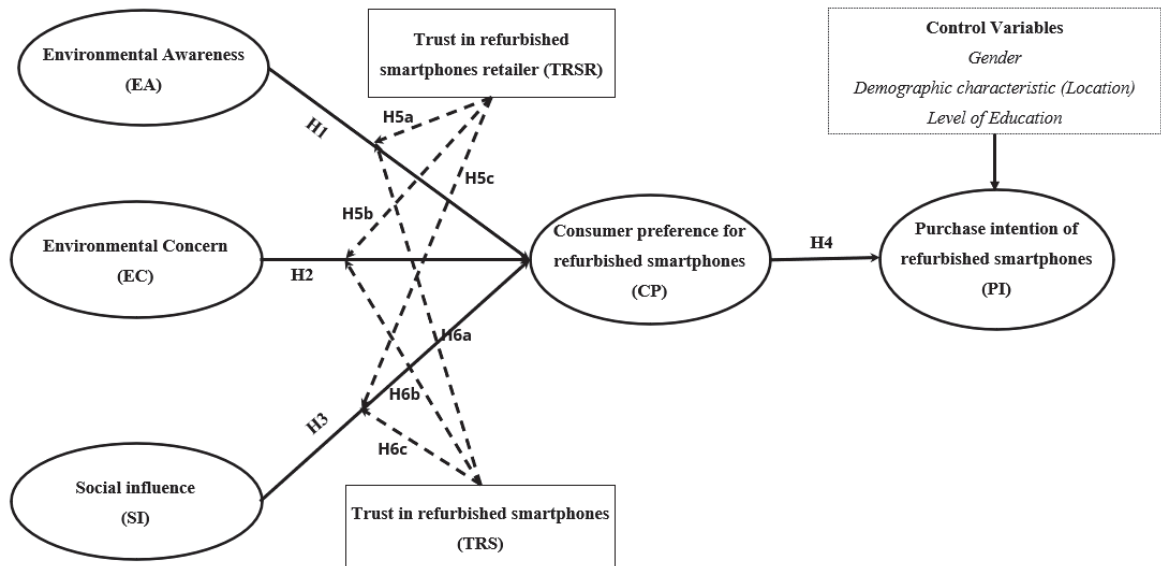 Environmental Awareness
(EA)
Trust in refurbished
smartphones retailer (TRSR)
Control Variables
Gender
Demographic characteristic (Location)
Level of Education
H1
H5a
H5c
H5b
Environmental Concern
(EC)
H2
Consumer preference for
refurbished smartphones
(CP)
H4
Purchase intention of
refurbished smartphones
(PI)
H6a
H6b
H3
H6c
Social influence
(SI)
Trust in refurbished smartphones
(TRS)